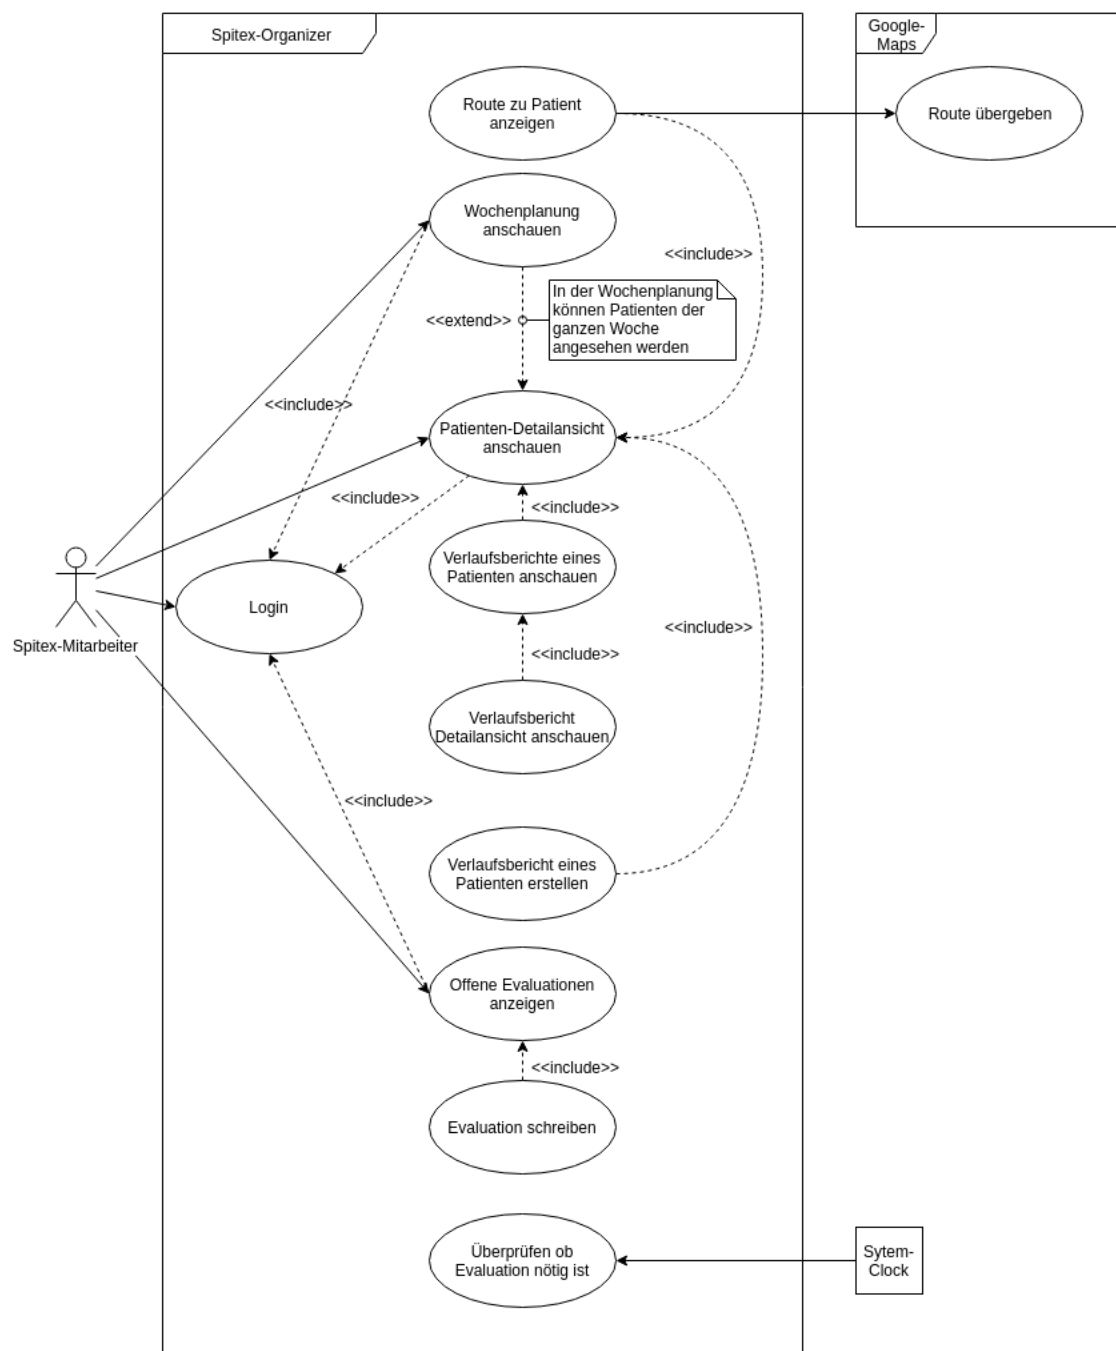 Spitex-Organizer
Google-
Maps
Route zu Patient
anzeigen
Route übergeben
Wochenplanung
anschauen
<<include>>
In der Wochenplanung
können Patienten der
ganzen Woche
angesehen werden
<<extend>>
<<include>>
Patienten-Detailansicht
anschauen
<<include>>
<<include>>
Verlaufsberichte eines
Patienten anschauen
Login
Spitex-Mitarbeiter
<<include>>
<<include>>
Verlaufsbericht
Detailansicht anschauen
<<include>>
Verlaufsbericht eines
Patienten erstellen
Offene Evaluationen
anzeigen
<<include>>
Evaluation schreiben
Überprüfen ob
Evaluation nötig ist
Sytem-
Clock